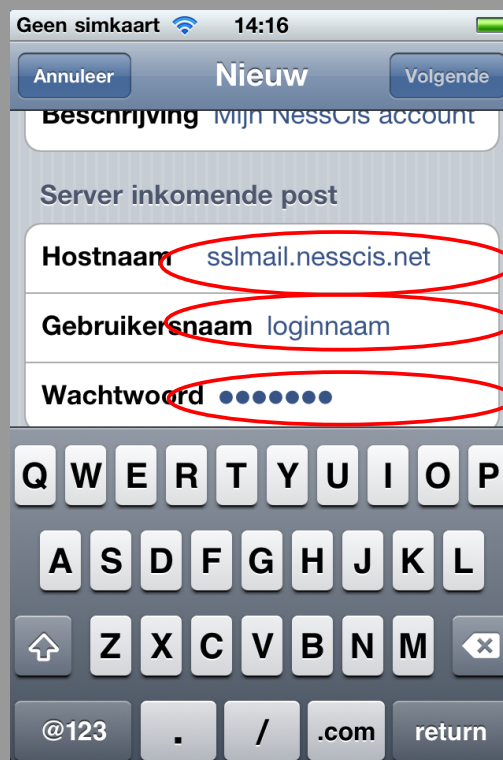 Geen simkaart 14:16
Annuleer Nieuw Volgende
Beschrijving Mijn NessCis account
Server inkomende post
Hostnaam sslmail.nesscis.net
Gebruikersnaam loginnaam
Wachtwoord •••••••
Q W E R T Y U I O P
A S D F G H J K L
Z X C V B N M
@123 . / .com return